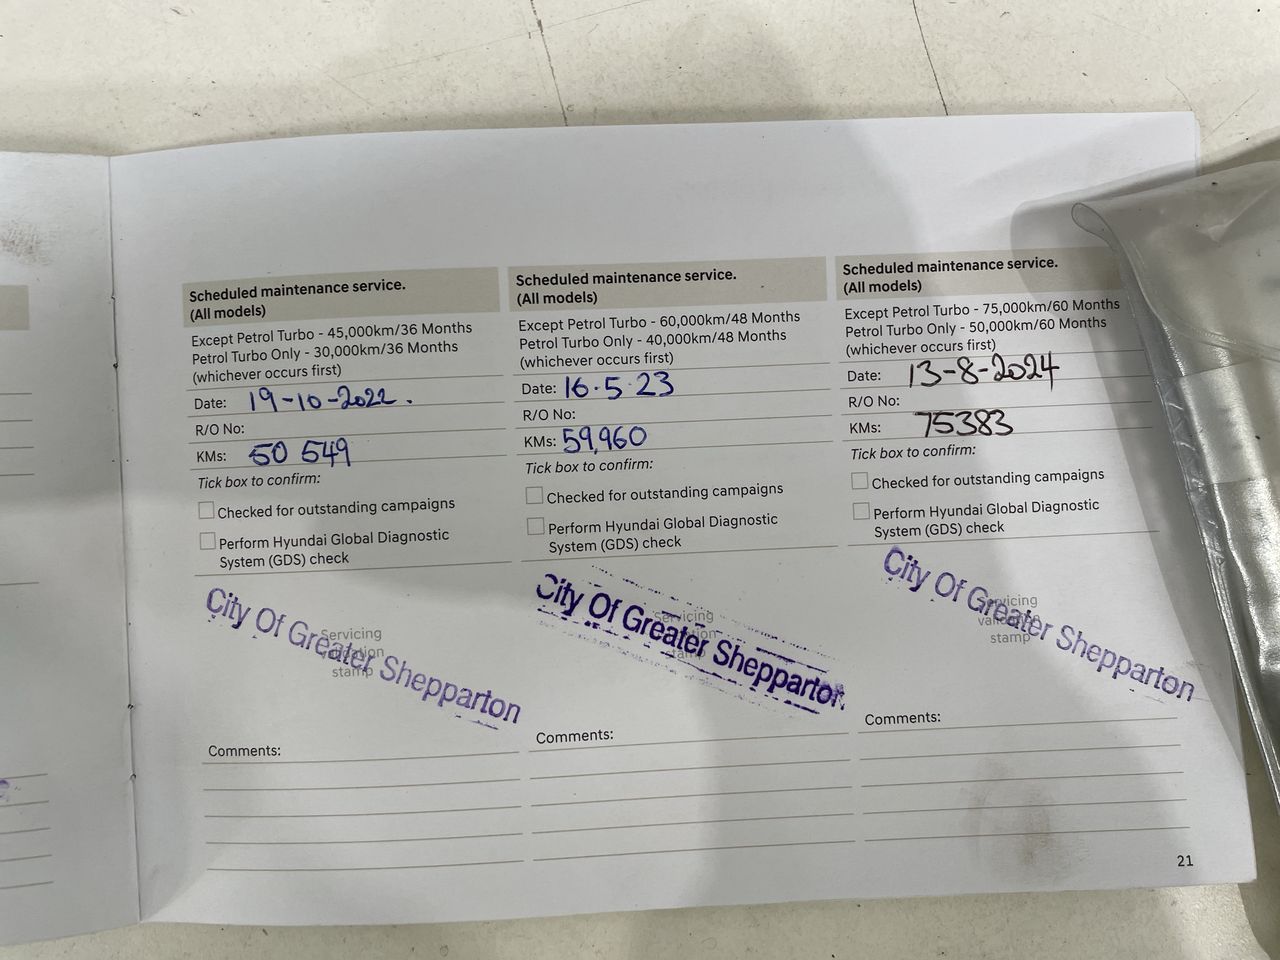 Scheduled maintenance service.
(All models)
Except Petrol Turbo - 45,000km/36 Months
Petrol Turbo Only - 30,000km/36 Months
(whichever occurs first)
Date: 19-10-2022.
R/O No:
KMs: 50 549
Tick box to confirm:
Checked for outstanding campaigns
Perform Hyundai Global Diagnostic
System (GDS) check
Servicing
validation
stamp
City Of Greater Shepparton
Comments:
Scheduled maintenance service.
(All models)
Except Petrol Turbo - 60,000km/48 Months
Petrol Turbo Only - 40,000km/48 Months
(whichever occurs first)
Date: 16.5.23
R/O No:
KMs: 59,960
Tick box to confirm:
Checked for outstanding campaigns
Perform Hyundai Global Diagnostic
System (GDS) check
Servicing
validation
stamp
City Of Greater Shepparton
Comments:
Scheduled maintenance service.
(All models)
Except Petrol Turbo - 75,000km/60 Months
Petrol Turbo Only - 50,000km/60 Months
(whichever occurs first)
Date: 13-8-2024
R/O No:
KMs: 75383
Tick box to confirm:
Checked for outstanding campaigns
Perform Hyundai Global Diagnostic
System (GDS) check
Servicing
validation
stamp
City Of Greater Shepparton
Comments:
21